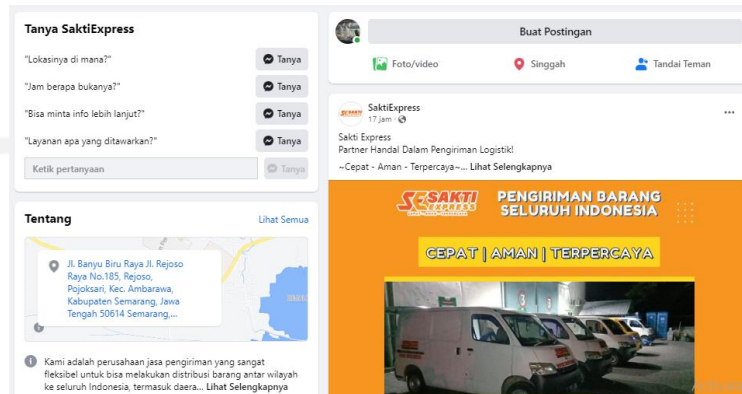 Tanya SaktiExpress
"Lokasinya di mana?"
Tanya
"Jam berapa bukanya?"
Tanya
"Bisa minta info lebih lanjut?"
Tanya
"Layanan apa yang ditawarkan?"
Tanya
Ketik pertanyaan
Tanya
Tentang
Lihat Semua
Jl. Banyu Biru Raya Jl. Rejoso
Raya No.185, Rejoso,
Pojoksari, Kec. Ambarawa,
Kabupaten Semarang, Jawa
Tengah 50614 Semarang,...
Kami adalah perusahaan jasa pengiriman yang sangat
fleksibel untuk bisa melakukan distribusi barang antar wilayah
ke seluruh Indonesia, termasuk daera... Lihat Selengkapnya
Buat Postingan
Foto/video
Singgah
Tandai Teman
SaktiExpress
17 jam ·
Sakti Express
Partner Handal Dalam Pengiriman Logistik!
~Cepat - Aman - Terpercaya~... Lihat Selengkapnya
SE SAKTI
EXPRESS
PENGIRIMAN BARANG
SELURUH INDONESIA
CEPAT | AMAN | TERPERCAYA